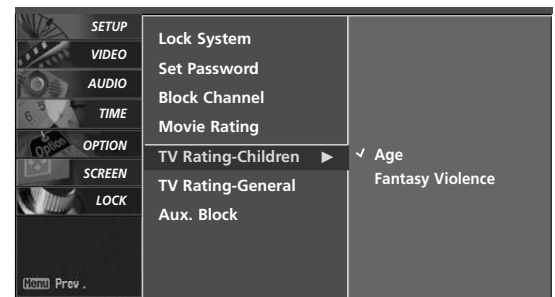 SETUP
VIDEO
AUDIO
TIME
OPTION
SCREEN
LOCK
Menu Prev.
Lock System
Set Password
Block Channel
Movie Rating
TV Rating-Children ►
TV Rating-General
Aux. Block
✓ Age
Fantasy Violence